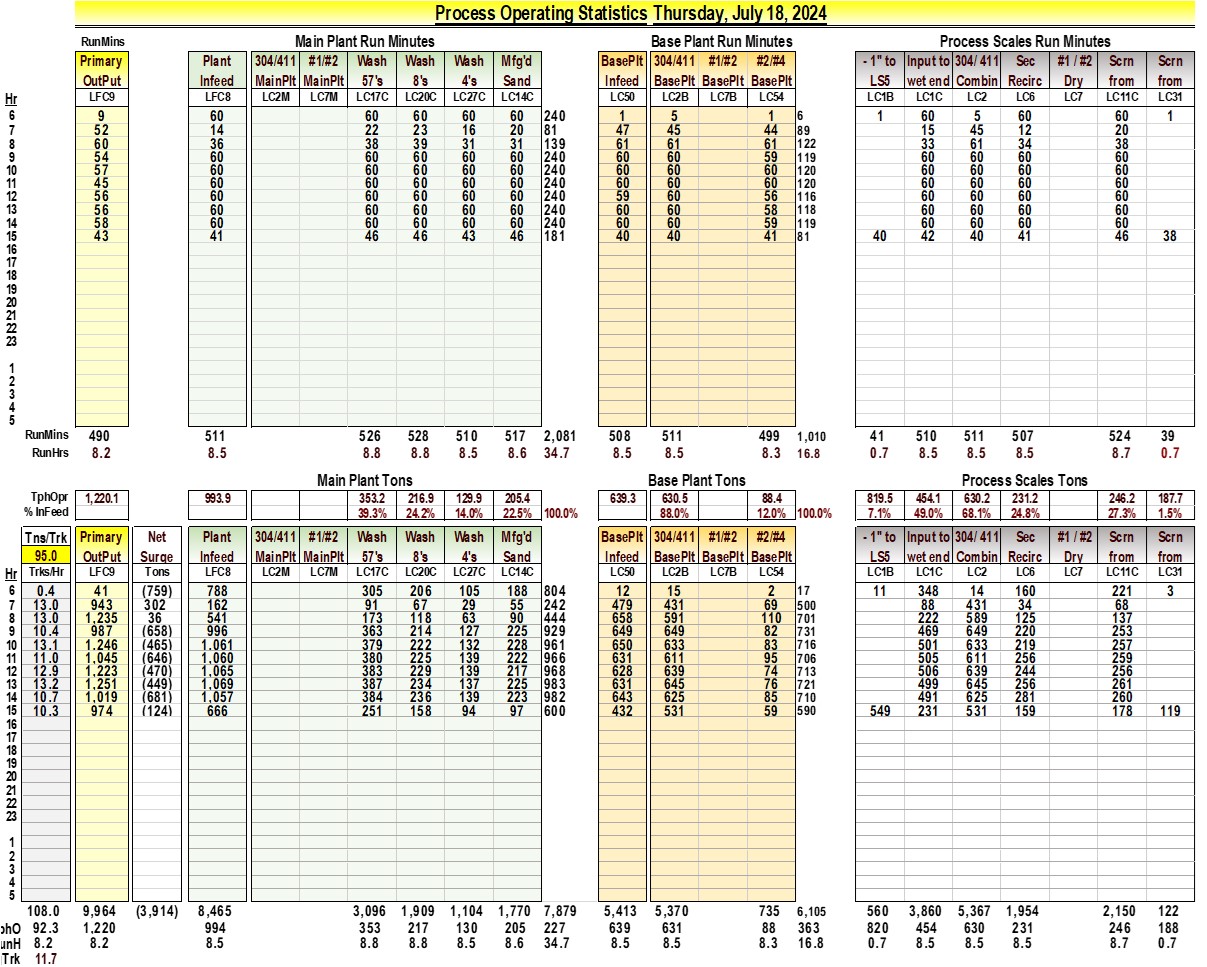 Process Operating Statistics Thursday, July 18, 2024
RunMins Main Plant Run Minutes Base Plant Run Minutes Process Scales Run Minutes
Primary Plant 304/411 #1/#2 Wash Wash Wash Mfg'd BasePlt 304/411 #1/#2 #2/#4 - 1" to Input to 304/ 411 Sec #1 / #2 Scrn Scrn
OutPut Infeed MainPlt MainPlt 57's 8's 4's Sand Infeed BasePlt BasePlt BasePlt LS5 wet end Combin Recirc Dry from from
Hr LFC9 LFC8 LC2M LC7M LC17C LC20C LC27C LC14C LC50 LC2B LC7B LC54 LC1B LC1C LC2 LC6 LC7 LC11C LC31
6 9 60 60 60 60 60 240 1 5 1 6 1 60 5 60 60 1
7 52 14 22 23 16 20 81 47 45 44 89 15 45 12 20
8 60 36 38 39 31 31 139 61 61 61 122 33 61 34 38
9 54 60 60 60 60 60 240 60 60 59 119 60 60 60 60
10 57 60 60 60 60 60 240 60 60 60 120 60 60 60 60
11 45 60 60 60 60 60 240 60 60 60 120 60 60 60 60
12 56 60 60 60 60 60 240 59 60 56 116 60 60 60 60
13 56 60 60 60 60 60 240 60 60 58 118 60 60 60 60
14 58 60 60 60 60 60 240 60 60 59 119 60 60 60 60
15 43 41 46 46 43 46 181 40 40 41 81 40 42 40 41 46 38
16
17
18
19
20
21
22
23
1
2
3
4
5
RunMins 490 511 526 528 510 517 2,081 508 511 499 1,010 41 510 511 507 524 39
RunHrs 8.2 8.5 8.8 8.8 8.5 8.6 34.7 8.5 8.5 8.3 16.8 0.7 8.5 8.5 8.5 8.7 0.7
Main Plant Tons Base Plant Tons Process Scales Tons
TphOpr 1,220.1 993.9 353.2 216.9 129.9 205.4 639.3 630.5 88.4 819.5 454.1 630.2 231.2 246.2 187.7
% InFeed 39.3% 24.2% 14.0% 22.5% 100.0% 88.0% 12.0% 100.0% 7.1% 49.0% 68.1% 24.8% 27.3% 1.5%
Tns/Trk Primary Net Plant 304/411 #1/#2 Wash Wash Wash Mfg'd BasePlt 304/411 #1/#2 #2/#4 - 1" to Input to 304/ 411 Sec #1 / #2 Scrn Scrn
95.0 OutPut Surge Infeed MainPlt MainPlt 57's 8's 4's Sand Infeed BasePlt BasePlt BasePlt LS5 wet end Combin Recirc Dry from from
Hr Trks/Hr LFC9 Tons LFC8 LC2M LC7M LC17C LC20C LC27C LC14C LC50 LC2B LC7B LC54 LC1B LC1C LC2 LC6 LC7 LC11C LC31
6 0.4 41 (759) 788 305 206 105 188 804 12 15 2 17 11 348 14 160 221 3
7 13.0 943 302 162 91 67 29 55 242 479 431 69 500 88 431 34 68
8 13.0 1,235 36 541 173 118 63 90 444 658 591 110 701 222 589 125 137
9 10.4 987 (658) 996 363 214 127 225 929 649 649 82 731 469 649 220 253
10 13.1 1,246 (465) 1,061 379 222 132 228 961 650 633 83 716 501 633 219 257
11 11.0 1,045 (646) 1,060 380 225 139 222 966 631 611 95 706 505 611 256 259
12 12.9 1,223 (470) 1,065 383 229 139 217 968 628 639 74 713 506 639 244 256
13 13.2 1,251 (449) 1,069 387 234 137 225 983 631 645 76 721 499 645 256 261
14 10.7 1,019 (681) 1,057 384 236 139 223 982 643 625 85 710 491 625 281 260
15 10.3 974 (124) 666 251 158 94 97 600 432 531 59 590 549 231 531 159 178 119
16
17
18
19
20
21
22
23
1
2
3
4
5
108.0 9,964 (3,914) 8,465 3,096 1,909 1,104 1,770 7,879 5,413 5,370 735 6,105 560 3,860 5,367 1,954 2,150 122
phO 92.3 1,220 994 353 217 130 205 227 639 631 88 363 820 454 630 231 246 188
unH 8.2 8.2 8.5 8.8 8.8 8.5 8.6 34.7 8.5 8.5 8.3 16.8 0.7 8.5 8.5 8.5 8.7 0.7
Trk 11.7